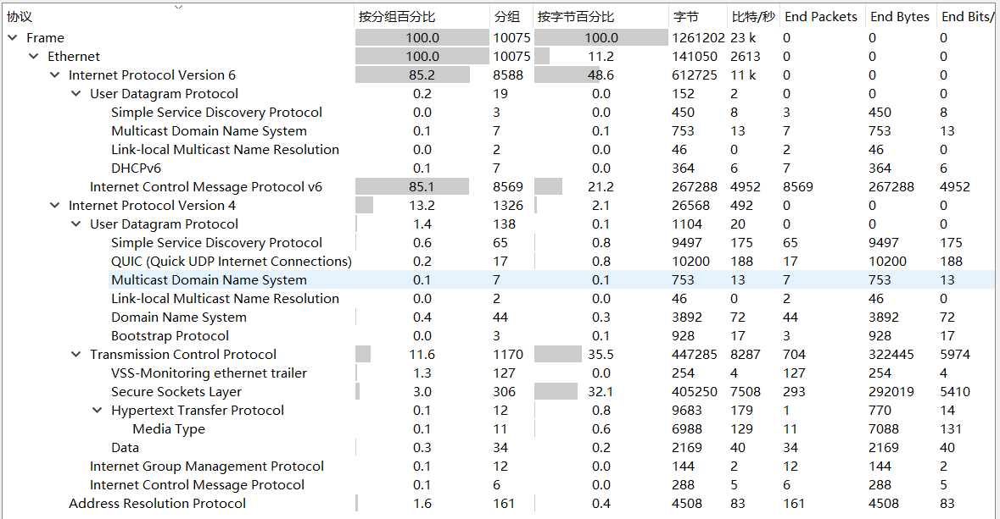 协议 按分组百分比 分组 按字节百分比 字节 比特/秒 End Packets End Bytes End Bits/
Frame 100.0 10075 100.0 1261202 23 k 0 0 0
Ethernet 100.0 10075 11.2 141050 2613 0 0 0
Internet Protocol Version 6 85.2 8588 48.6 612725 11 k 0 0 0
User Datagram Protocol 0.2 19 0.0 152 2 0 0 0
Simple Service Discovery Protocol 0.0 3 0.0 450 8 3 450 8
Multicast Domain Name System 0.1 7 0.1 753 13 7 753 13
Link-local Multicast Name Resolution 0.0 2 0.0 46 0 2 46 0
DHCPv6 0.1 7 0.0 364 6 7 364 6
Internet Control Message Protocol v6 85.1 8569 21.2 267288 4952 8569 267288 4952
Internet Protocol Version 4 13.2 1326 2.1 26568 492 0 0 0
User Datagram Protocol 1.4 138 0.1 1104 20 0 0 0
Simple Service Discovery Protocol 0.6 65 0.8 9497 175 65 9497 175
QUIC (Quick UDP Internet Connections) 0.2 17 0.8 10200 188 17 10200 188
Multicast Domain Name System 0.1 7 0.1 753 13 7 753 13
Link-local Multicast Name Resolution 0.0 2 0.0 46 0 2 46 0
Domain Name System 0.4 44 0.3 3892 72 44 3892 72
Bootstrap Protocol 0.0 3 0.1 928 17 3 928 17
Transmission Control Protocol 11.6 1170 35.5 447285 8287 704 322445 5974
VSS-Monitoring ethernet trailer 1.3 127 0.0 254 4 127 254 4
Secure Sockets Layer 3.0 306 32.1 405250 7508 293 292019 5410
Hypertext Transfer Protocol 0.1 12 0.8 9683 179 1 770 14
Media Type 0.1 11 0.6 6988 129 11 7088 131
Data 0.3 34 0.2 2169 40 34 2169 40
Internet Group Management Protocol 0.1 12 0.0 144 2 12 144 2
Internet Control Message Protocol 0.1 6 0.0 288 5 6 288 5
Address Resolution Protocol 1.6 161 0.4 4508 83 161 4508 83